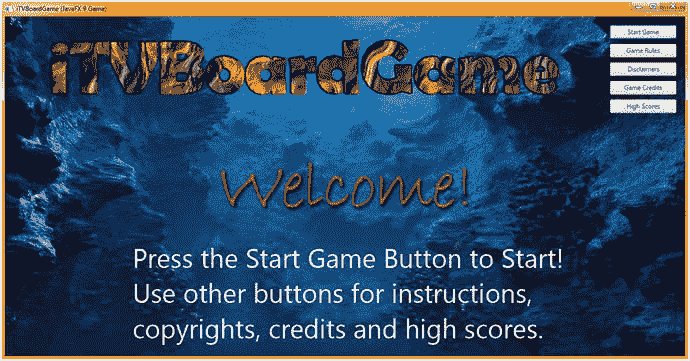 iTVBoardGame (JavaFX 9 Game)
iTVBoardGame
Start Game
Game Rules
Disclaimers
Game Credits
High Scores
Welcome!
Press the Start Game Button to Start!
Use other buttons for instructions,
copyrights, credits and high scores.